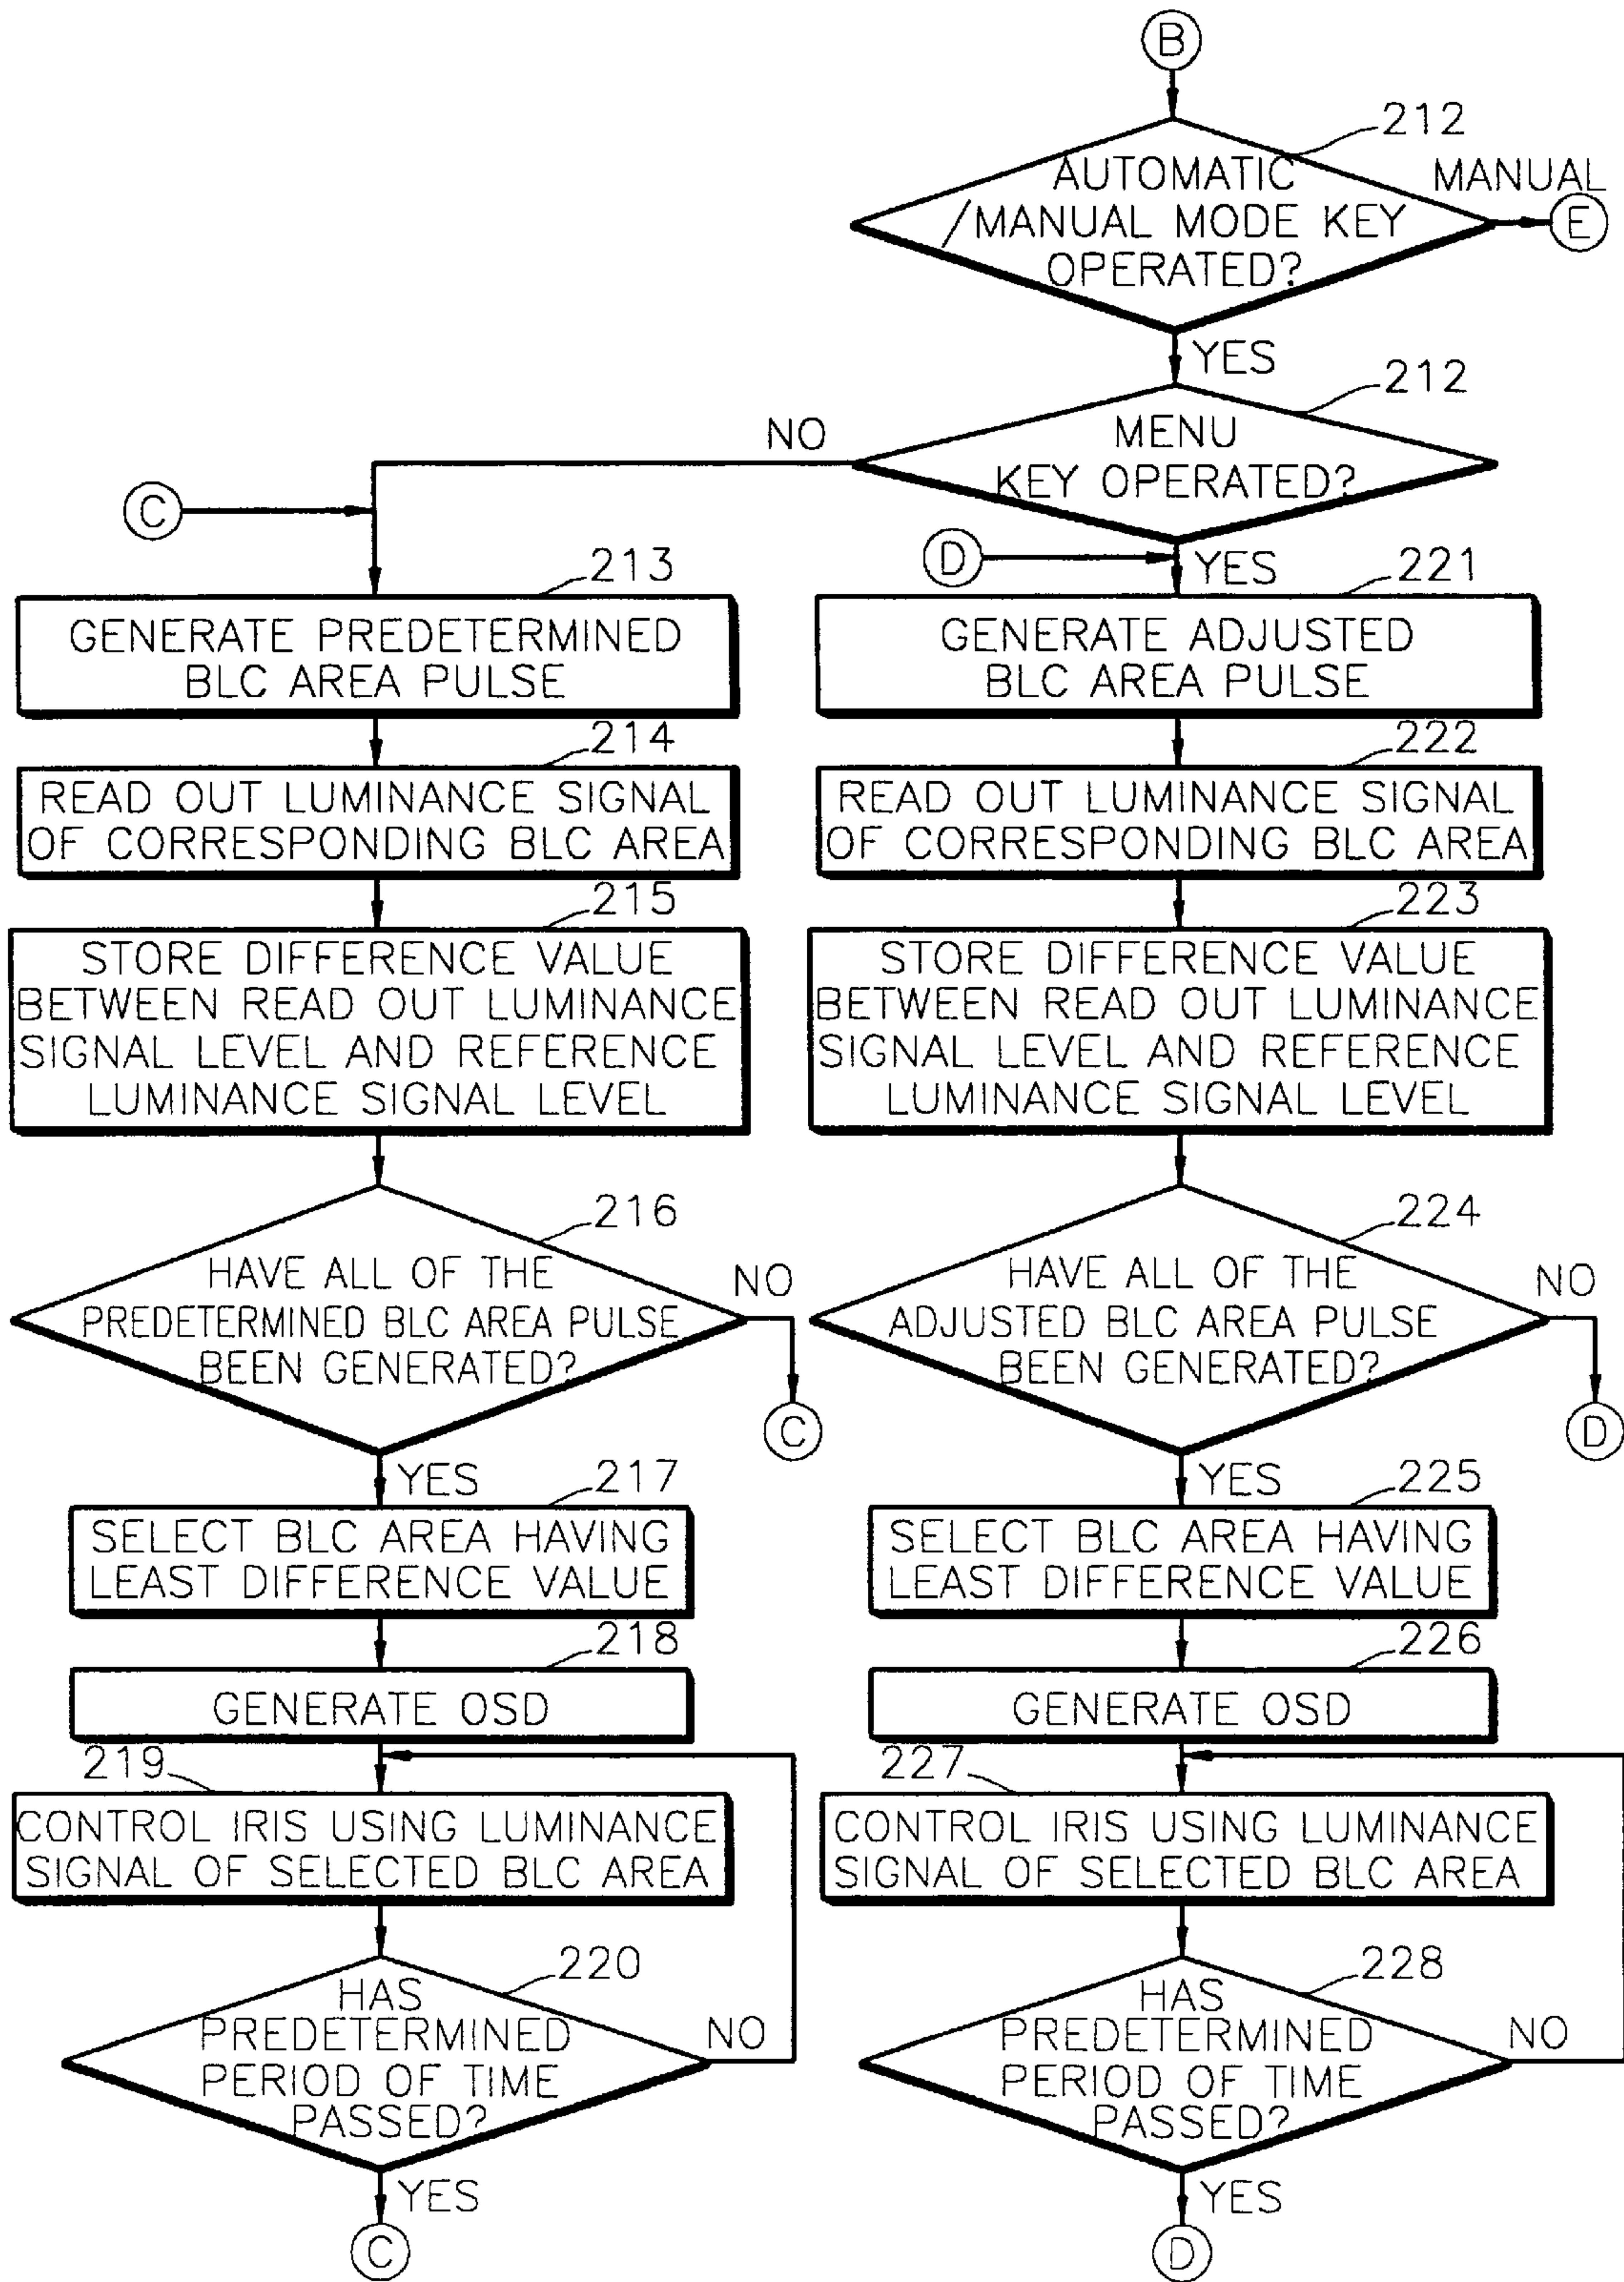 B
212
AUTOMATIC
/MANUAL MODE KEY
OPERATED?
MANUAL
E
YES
212
MENU
KEY OPERATED?
NO
C
D
YES
213
GENERATE PREDETERMINED
BLC AREA PULSE
214
READ OUT LUMINANCE SIGNAL
OF CORRESPONDING BLC AREA
215
STORE DIFFERENCE VALUE
BETWEEN READ OUT LUMINANCE
SIGNAL LEVEL AND REFERENCE
LUMINANCE SIGNAL LEVEL
216
HAVE ALL OF THE
PREDETERMINED BLC AREA PULSE
BEEN GENERATED?
NO
C
YES
217
SELECT BLC AREA HAVING
LEAST DIFFERENCE VALUE
218
GENERATE OSD
219
CONTROL IRIS USING LUMINANCE
SIGNAL OF SELECTED BLC AREA
220
HAS
PREDETERMINED
PERIOD OF TIME
PASSED?
NO
YES
C
221
GENERATE ADJUSTED
BLC AREA PULSE
222
READ OUT LUMINANCE SIGNAL
OF CORRESPONDING BLC AREA
223
STORE DIFFERENCE VALUE
BETWEEN READ OUT LUMINANCE
SIGNAL LEVEL AND REFERENCE
LUMINANCE SIGNAL LEVEL
224
HAVE ALL OF THE
ADJUSTED BLC AREA PULSE
BEEN GENERATED?
NO
D
YES
225
SELECT BLC AREA HAVING
LEAST DIFFERENCE VALUE
226
GENERATE OSD
227
CONTROL IRIS USING LUMINANCE
SIGNAL OF SELECTED BLC AREA
228
HAS
PREDETERMINED
PERIOD OF TIME
PASSED?
NO
YES
D